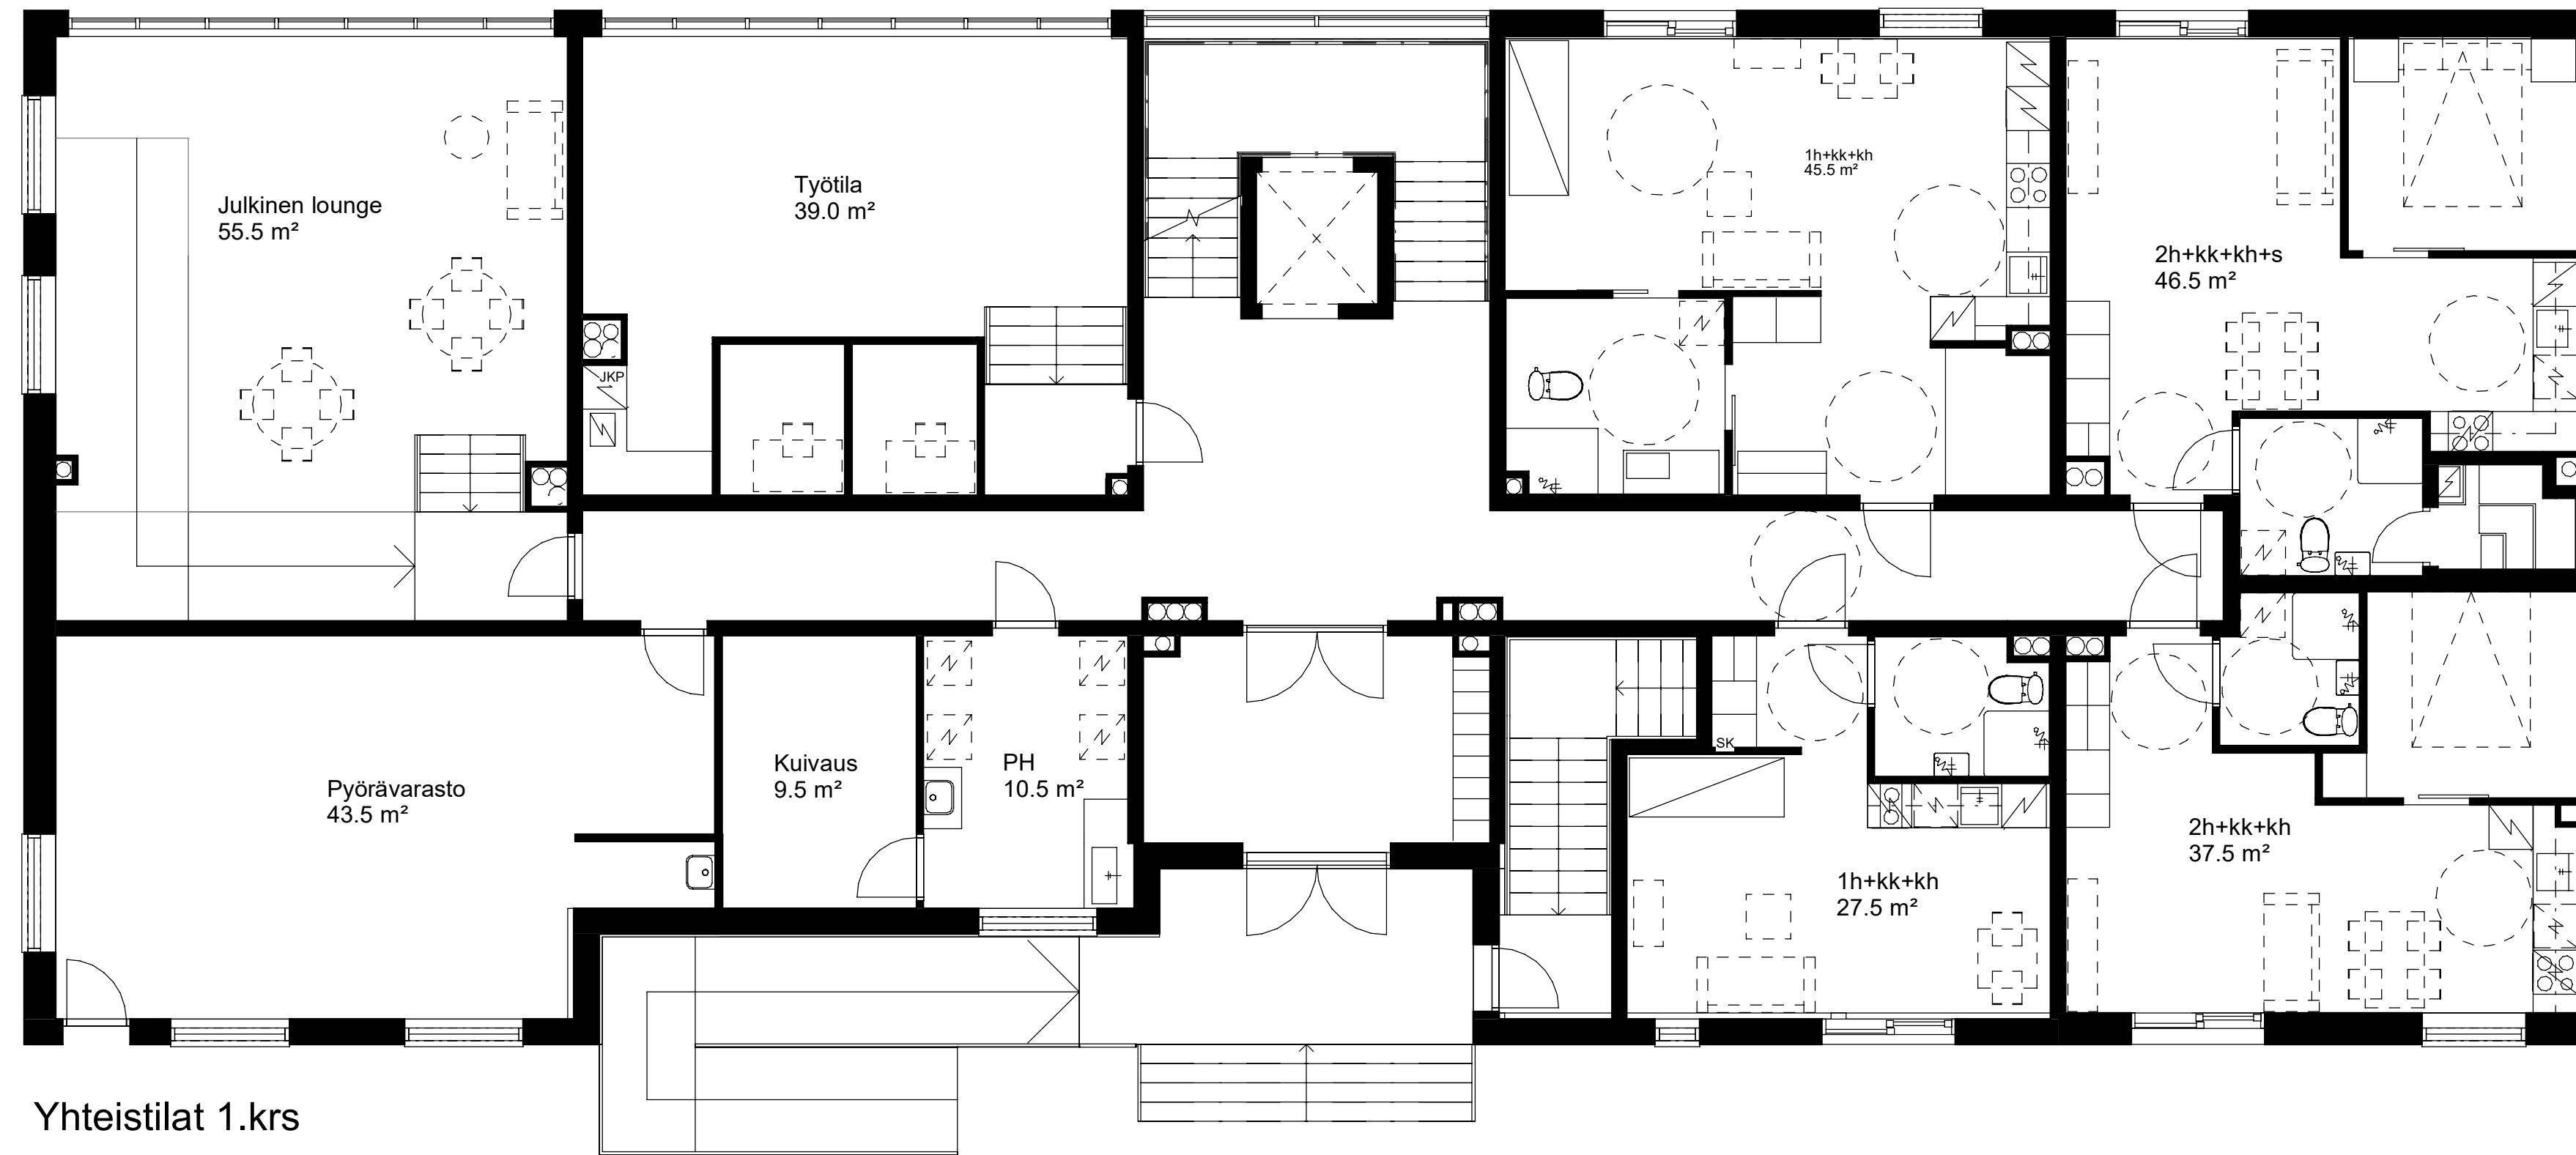 Julkinen lounge
55.5 m²
Työtila
39.0 m²
1h+kk+kh
45.5 m²
2h+kk+kh+s
46.5 m²
JKP
SK
Pyörävarasto
43.5 m²
Kuivaus
9.5 m²
PH
10.5 m²
1h+kk+kh
27.5 m²
2h+kk+kh
37.5 m²
Yhteistilat 1.krs